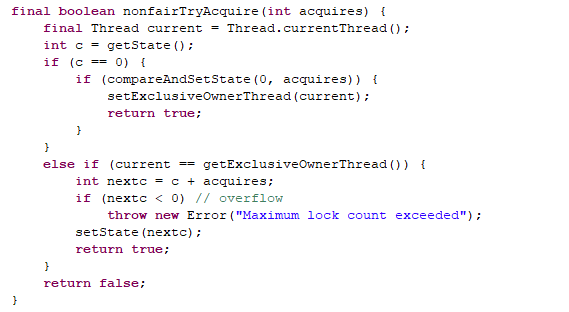 final boolean nonfairTryAcquire(int acquires) {
    final Thread current = Thread.currentThread();
    int c = getState();
    if (c == 0) {
        if (compareAndSetState(0, acquires)) {
            setExclusiveOwnerThread(current);
            return true;
        }
    }
    else if (current == getExclusiveOwnerThread()) {
        int nextc = c + acquires;
        if (nextc < 0) // overflow
            throw new Error("Maximum lock count exceeded");
        setState(nextc);
        return true;
    }
    return false;
}